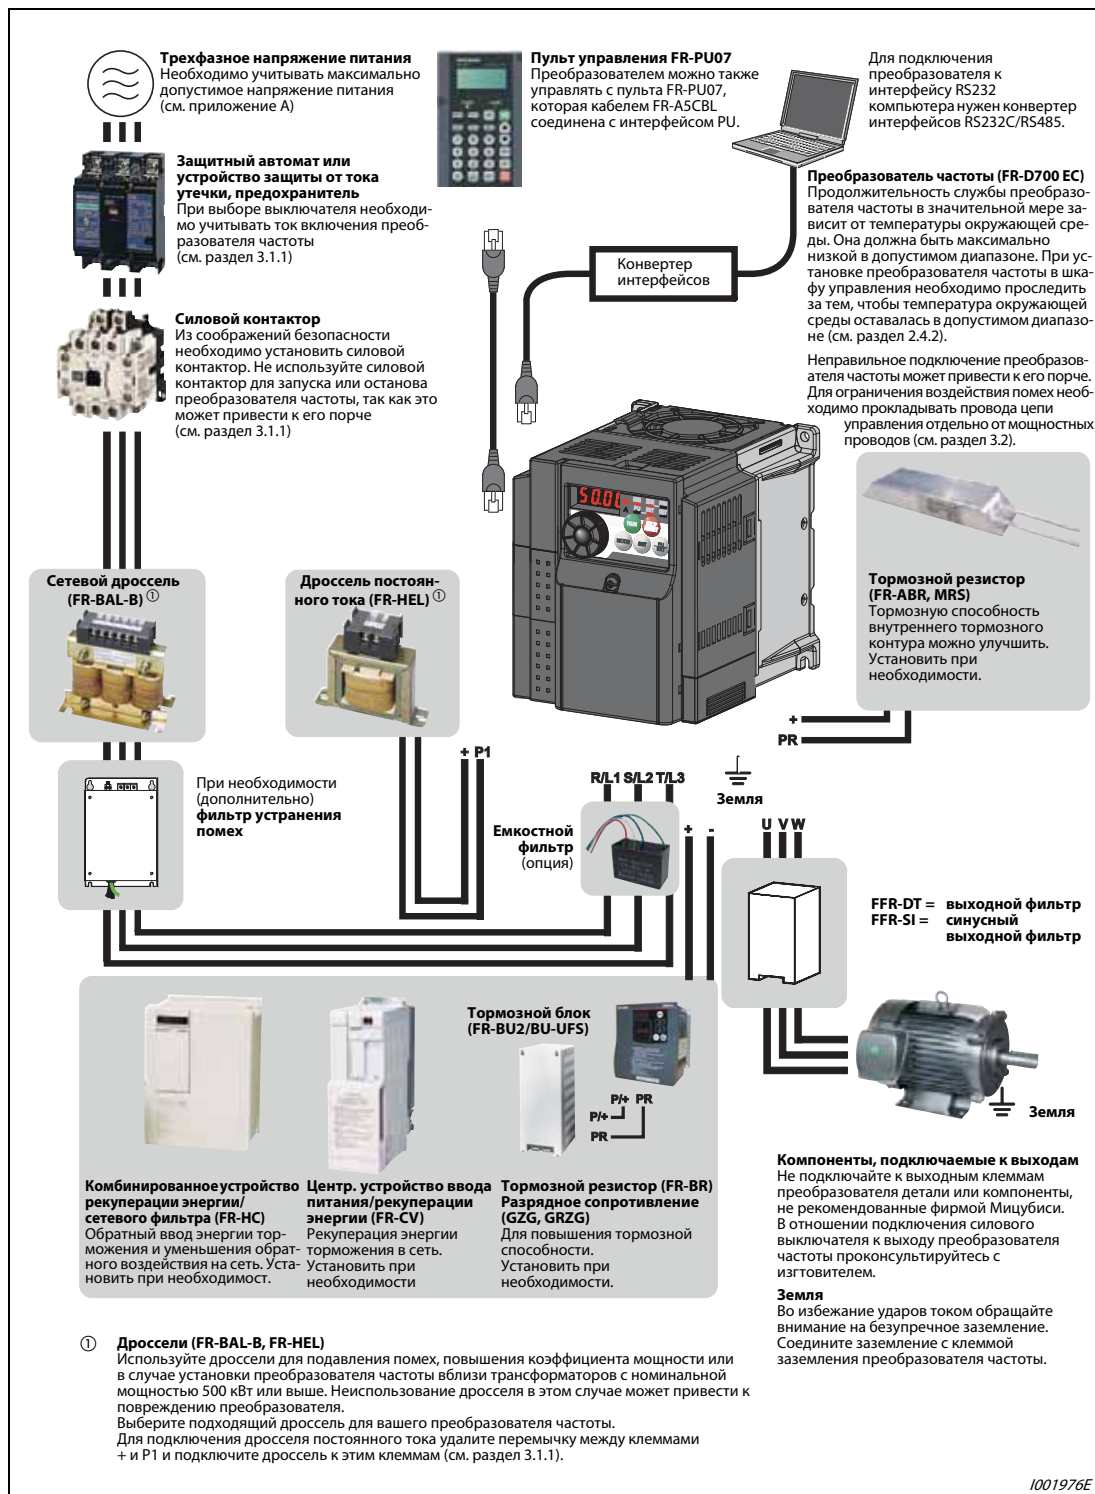 Трехфазное напряжение питания
Необходимо учитывать максимально
допустимое напряжение питания
(см. приложение А)
Пульт управления FR-PU07
Преобразователем можно также
управлять с пульта FR-PU07,
которая кабелем FR-A5CBL
соединена с интерфейсом PU.
Для подключения
преобразователя к
интерфейсу RS232
компьютера нужен конвертер
интерфейсов RS232C/RS485.
Защитный автомат или
устройство защиты от тока
утечки, предохранитель
При выборе выключателя необходи-
мо учитывать ток включения преоб-
разователя частоты
(см. раздел 3.1.1)
Преобразователь частоты (FR-D700 EC)
Продолжительность службы преобразо-
вателя частоты в значительной мере за-
висит от температуры окружающей сре-
ды. Она должна быть максимально
низкой в допустимом диапазоне. При ус-
тановке преобразователя частоты в шка-
фу управления необходимо проследить
за тем, чтобы температура окружающей
среды оставалась в допустимом диапазо-
не (см. раздел 2.4.2).
Неправильное подключение преобразов-
ателя частоты может привести к его порче.
Для ограничения воздействия помех необ-
ходимо прокладывать провода цепи
управления отдельно от мощностных
проводов (см. раздел 3.2).
Конвертер
интерфейсов
Силовой контактор
Из соображений безопасности
необходимо установить силовой
контактор. Не используйте силовой
контактор для запуска или останова
преобразователя частоты, так как это
может привести к его порче
(см. раздел 3.1.1)
50.00
RUN
MODE
SET
PU
EXT
Тормозной резистор
(FR-ABR, MRS)
Тормозную способность
внутреннего тормозного
контура можно улучшить.
Установить при
необходимости.
+
PR
Сетевой дроссель
(FR-BAL-B) ①
Дроссель постоян-
ного тока (FR-HEL) ①
+ P1
R/L1 S/L2 T/L3
Земля
При необходимости
(дополнительно)
фильтр устранения
помех
Емкостной
фильтр
(опция)
+ -
U V W
FFR-DT = выходной фильтр
FFR-SI = синусный
выходной фильтр
Тормозной блок
(FR-BU2/BU-UFS)
P/+ PR
P/+
PR
Земля
Комбинированное устройство
рекуперации энергии/
сетевого фильтра (FR-HC)
Обратный ввод энергии тор-
можения и уменьшения обрат-
ного воздействия на сеть. Уста-
новить при необходимост.
Центр. устройство ввода
питания/рекуперации
энергии (FR-CV)
Рекуперация энергии
торможения в сеть.
Установить при
необходимости
Тормозной резистор (FR-BR)
Разрядное сопротивление
(GZG, GRZG)
Для повышения тормозной
способности.
Установить при
необходимости.
Компоненты, подключаемые к выходам
Не подключайте к выходным клеммам
преобразователя детали или компоненты,
не рекомендованные фирмой Мицубиси.
В отношении подключения силового
выключателя к выходу преобразователя
частоты проконсультируйтесь с
изгтовителем.
Земля
Во избежание ударов током обращайте
внимание на безупречное заземление.
Соедините заземление с клеммой
заземления преобразователя частоты.
① Дроссели (FR-BAL-B, FR-HEL)
Используйте дроссели для подавления помех, повышения коэффициента мощности или
в случае установки преобразователя частоты вблизи трансформаторов с номинальной
мощностью 500 кВт или выше. Неиспользование дросселя в этом случае может привести к
повреждению преобразователя.
Выберите подходящий дроссель для вашего преобразователя частоты.
Для подключения дросселя постоянного тока удалите перемычку между клеммами
+ и P1 и подключите дроссель к этим клеммам (см. раздел 3.1.1).
I001976E